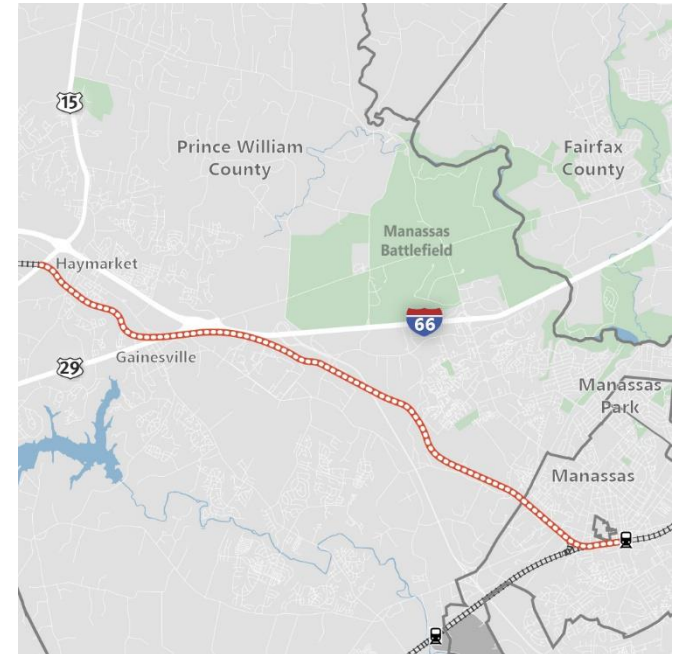 15
Prince William
County
Fairfax
County
Manassas
Battlefield
Haymarket
66
Gainesville
29
Manassas
Park
Manassas